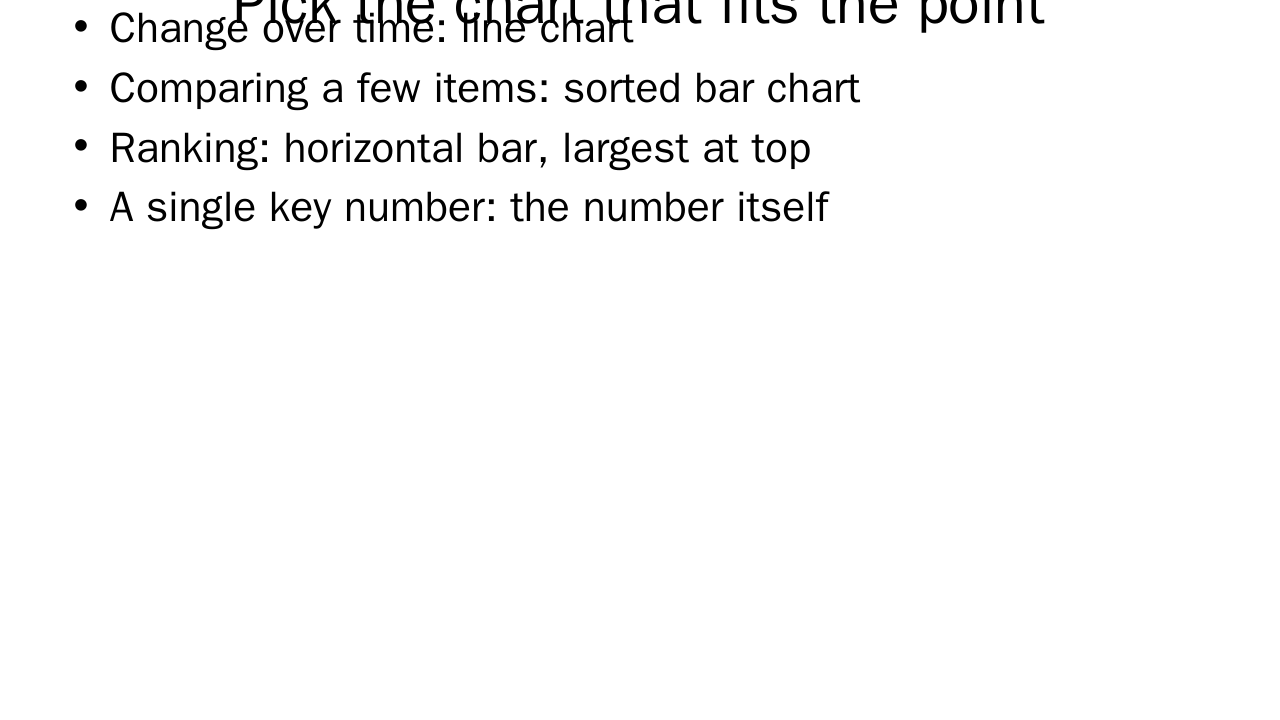 Pick the chart that fits the point
• Change over time: line chart
• Comparing a few items: sorted bar chart
• Ranking: horizontal bar, largest at top
• A single key number: the number itself